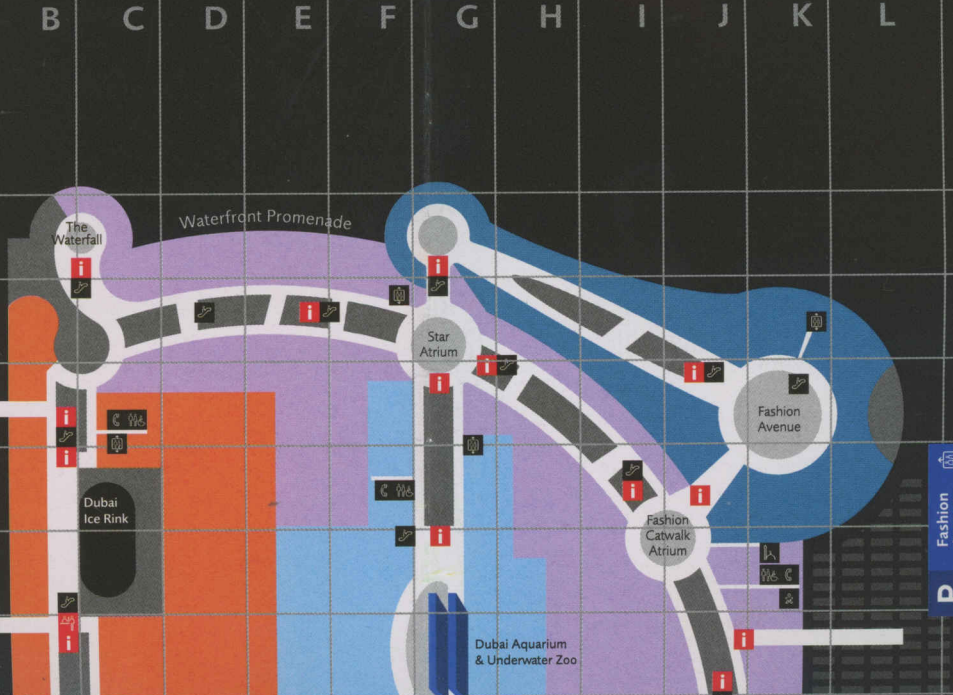 B C D E F G H I J K L
Waterfront Promenade
The
Waterfall
i
i
Star
Atrium
i
i
i
i
Fashion
Avenue
i
i
i
Dubai
Ice Rink
i
i
Fashion
Fashion
Catwalk
Atrium
i
P
i
i
Dubai Aquarium
& Underwater Zoo
i